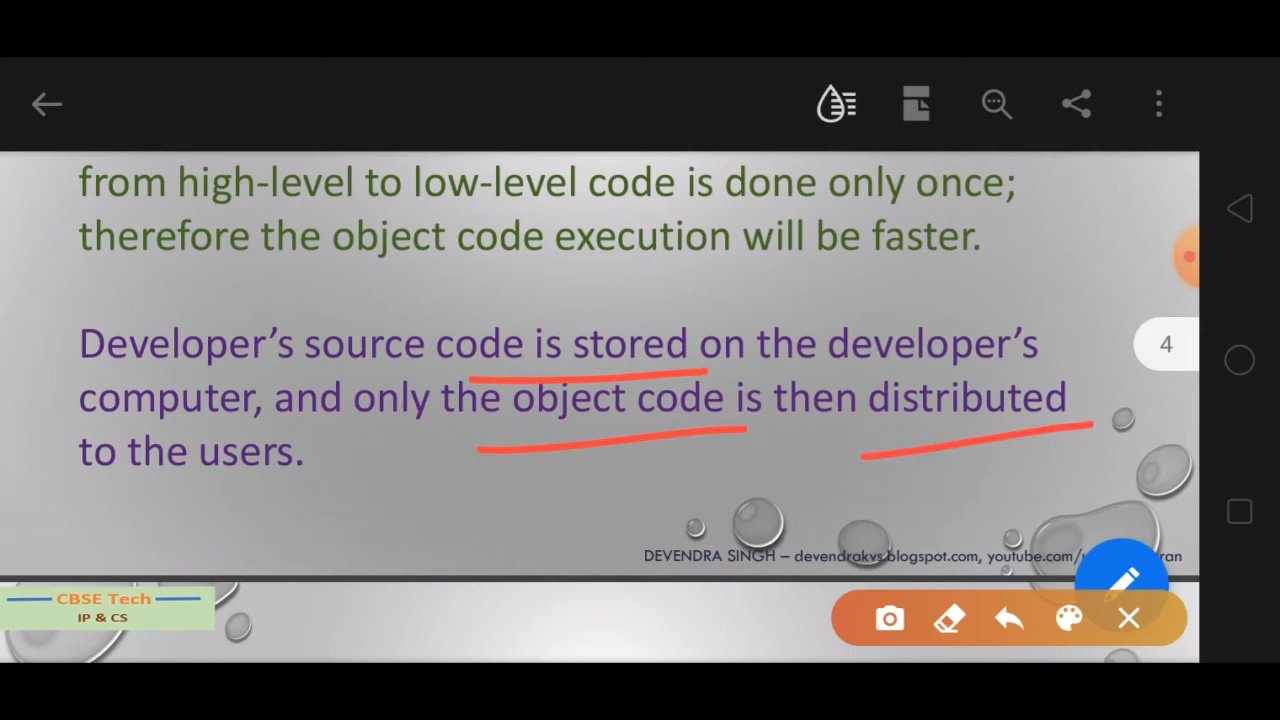 from high-level to low-level code is done only once;
therefore the object code execution will be faster.
Developer’s source code is stored on the developer’s
4
computer, and only the object code is then distributed
to the users.
DEVENDRA SINGH – devendrakvs.blogspot.com, youtube.com/
CBSE Tech
IP & CS